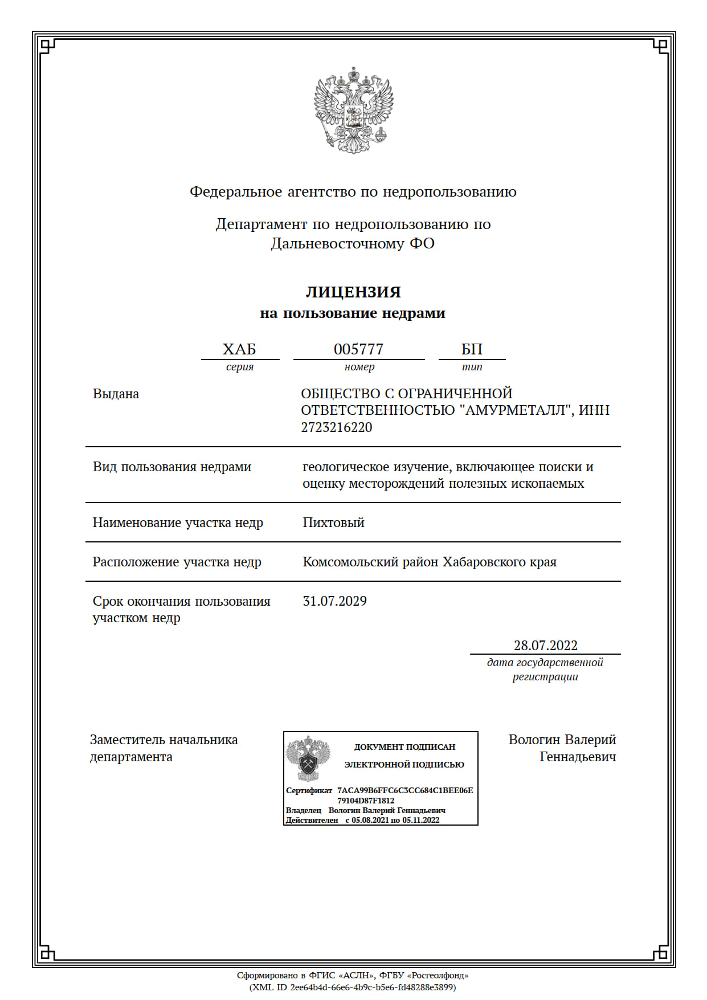 Федеральное агентство по недропользованию
Департамент по недропользованию по
Дальневосточному ФО
ЛИЦЕНЗИЯ
на пользование недрами
ХАБ 005777 БП
серия номер тип
Выдана ОБЩЕСТВО С ОГРАНИЧЕННОЙ
ОТВЕТСТВЕННОСТЬЮ "АМУРМЕТАЛЛ", ИНН
2723216220
Вид пользования недрами геологическое изучение, включающее поиски и
оценку месторождений полезных ископаемых
Наименование участка недр Пихтовый
Расположение участка недр Комсомольский район Хабаровского края
Срок окончания пользования 31.07.2029
участком недр
28.07.2022
дата государственной
регистрации
Заместитель начальника
департамента
ДОКУМЕНТ ПОДПИСАН
ЭЛЕКТРОННОЙ ПОДПИСЬЮ
Сертификат 7ACA99B6FFC6C3CC684C1BEE06E
79104D87F1812
Владелец Вологин Валерий Геннадьевич
Действителен с 05.08.2021 по 05.11.2022
Вологин Валерий
Геннадьевич
Сформировано в ФГИС «АСЛН», ФГБУ «Росгеолфонд»
(XML ID 2ee64b4d-66e6-4b9c-b5e6-fd48288e3899)